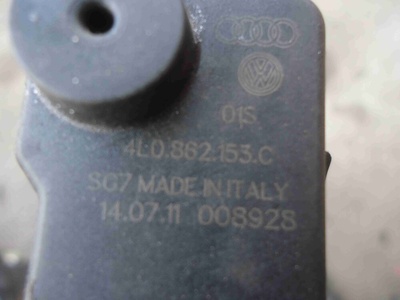 01S
4L0.862.153.C
SG7 MADE IN ITALY
14.07.11 008928